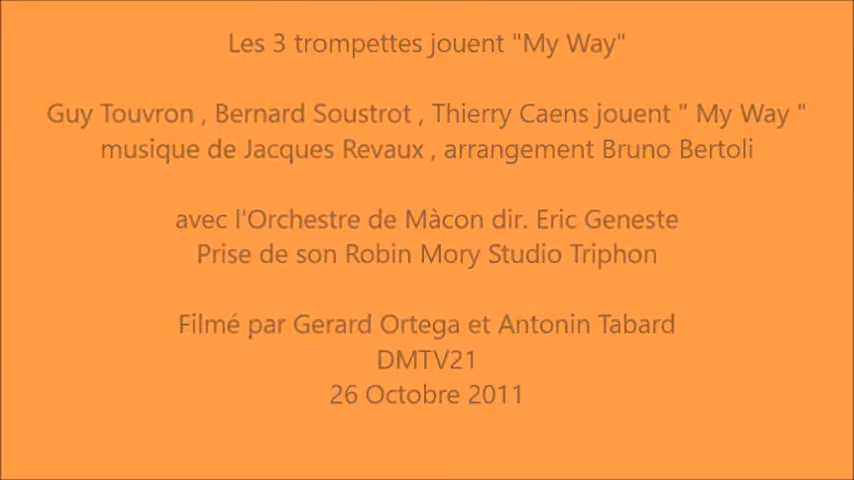 Les 3 trompettes jouent "My Way"
Guy Touvron , Bernard Soustrot , Thierry Caens jouent " My Way "
musique de Jacques Revaux , arrangement Bruno Bertoli
avec l'Orchestre de Màcon dir. Eric Geneste
Prise de son Robin Mory Studio Triphon
Filmé par Gerard Ortega et Antonin Tabard
DMTV21
26 Octobre 2011